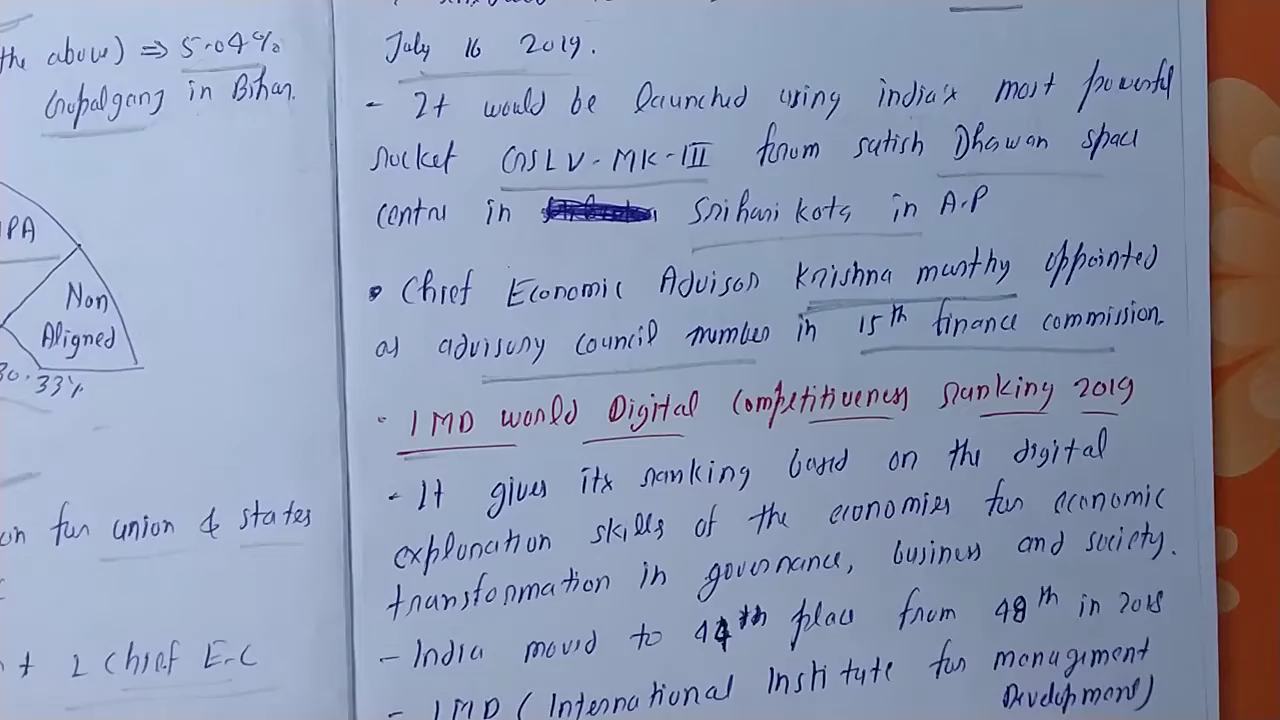 the above) ⇒ 5.04%
Gopalganj in Bihar.
PA
Non
Aligned
30.33%
on for union & states
+ 2 Chief E.C
July 16 2019.
- It would be launched using india's most powerful
rocket GSLV-MK-III from satish Dhawan space
centre in Srihari kota in A.P
• Chief Economic Advisor Krishna murthy appointed
as advisory council member in 15th finance commission.
• IMD world Digital Competitiveness Ranking 2019
- It gives its ranking based on the digital
exploration skills of the economies for economic
transformation in governance, business and society.
- India moved to 44th place from 48th in 2018
- IMD (International Institute for management
Development)